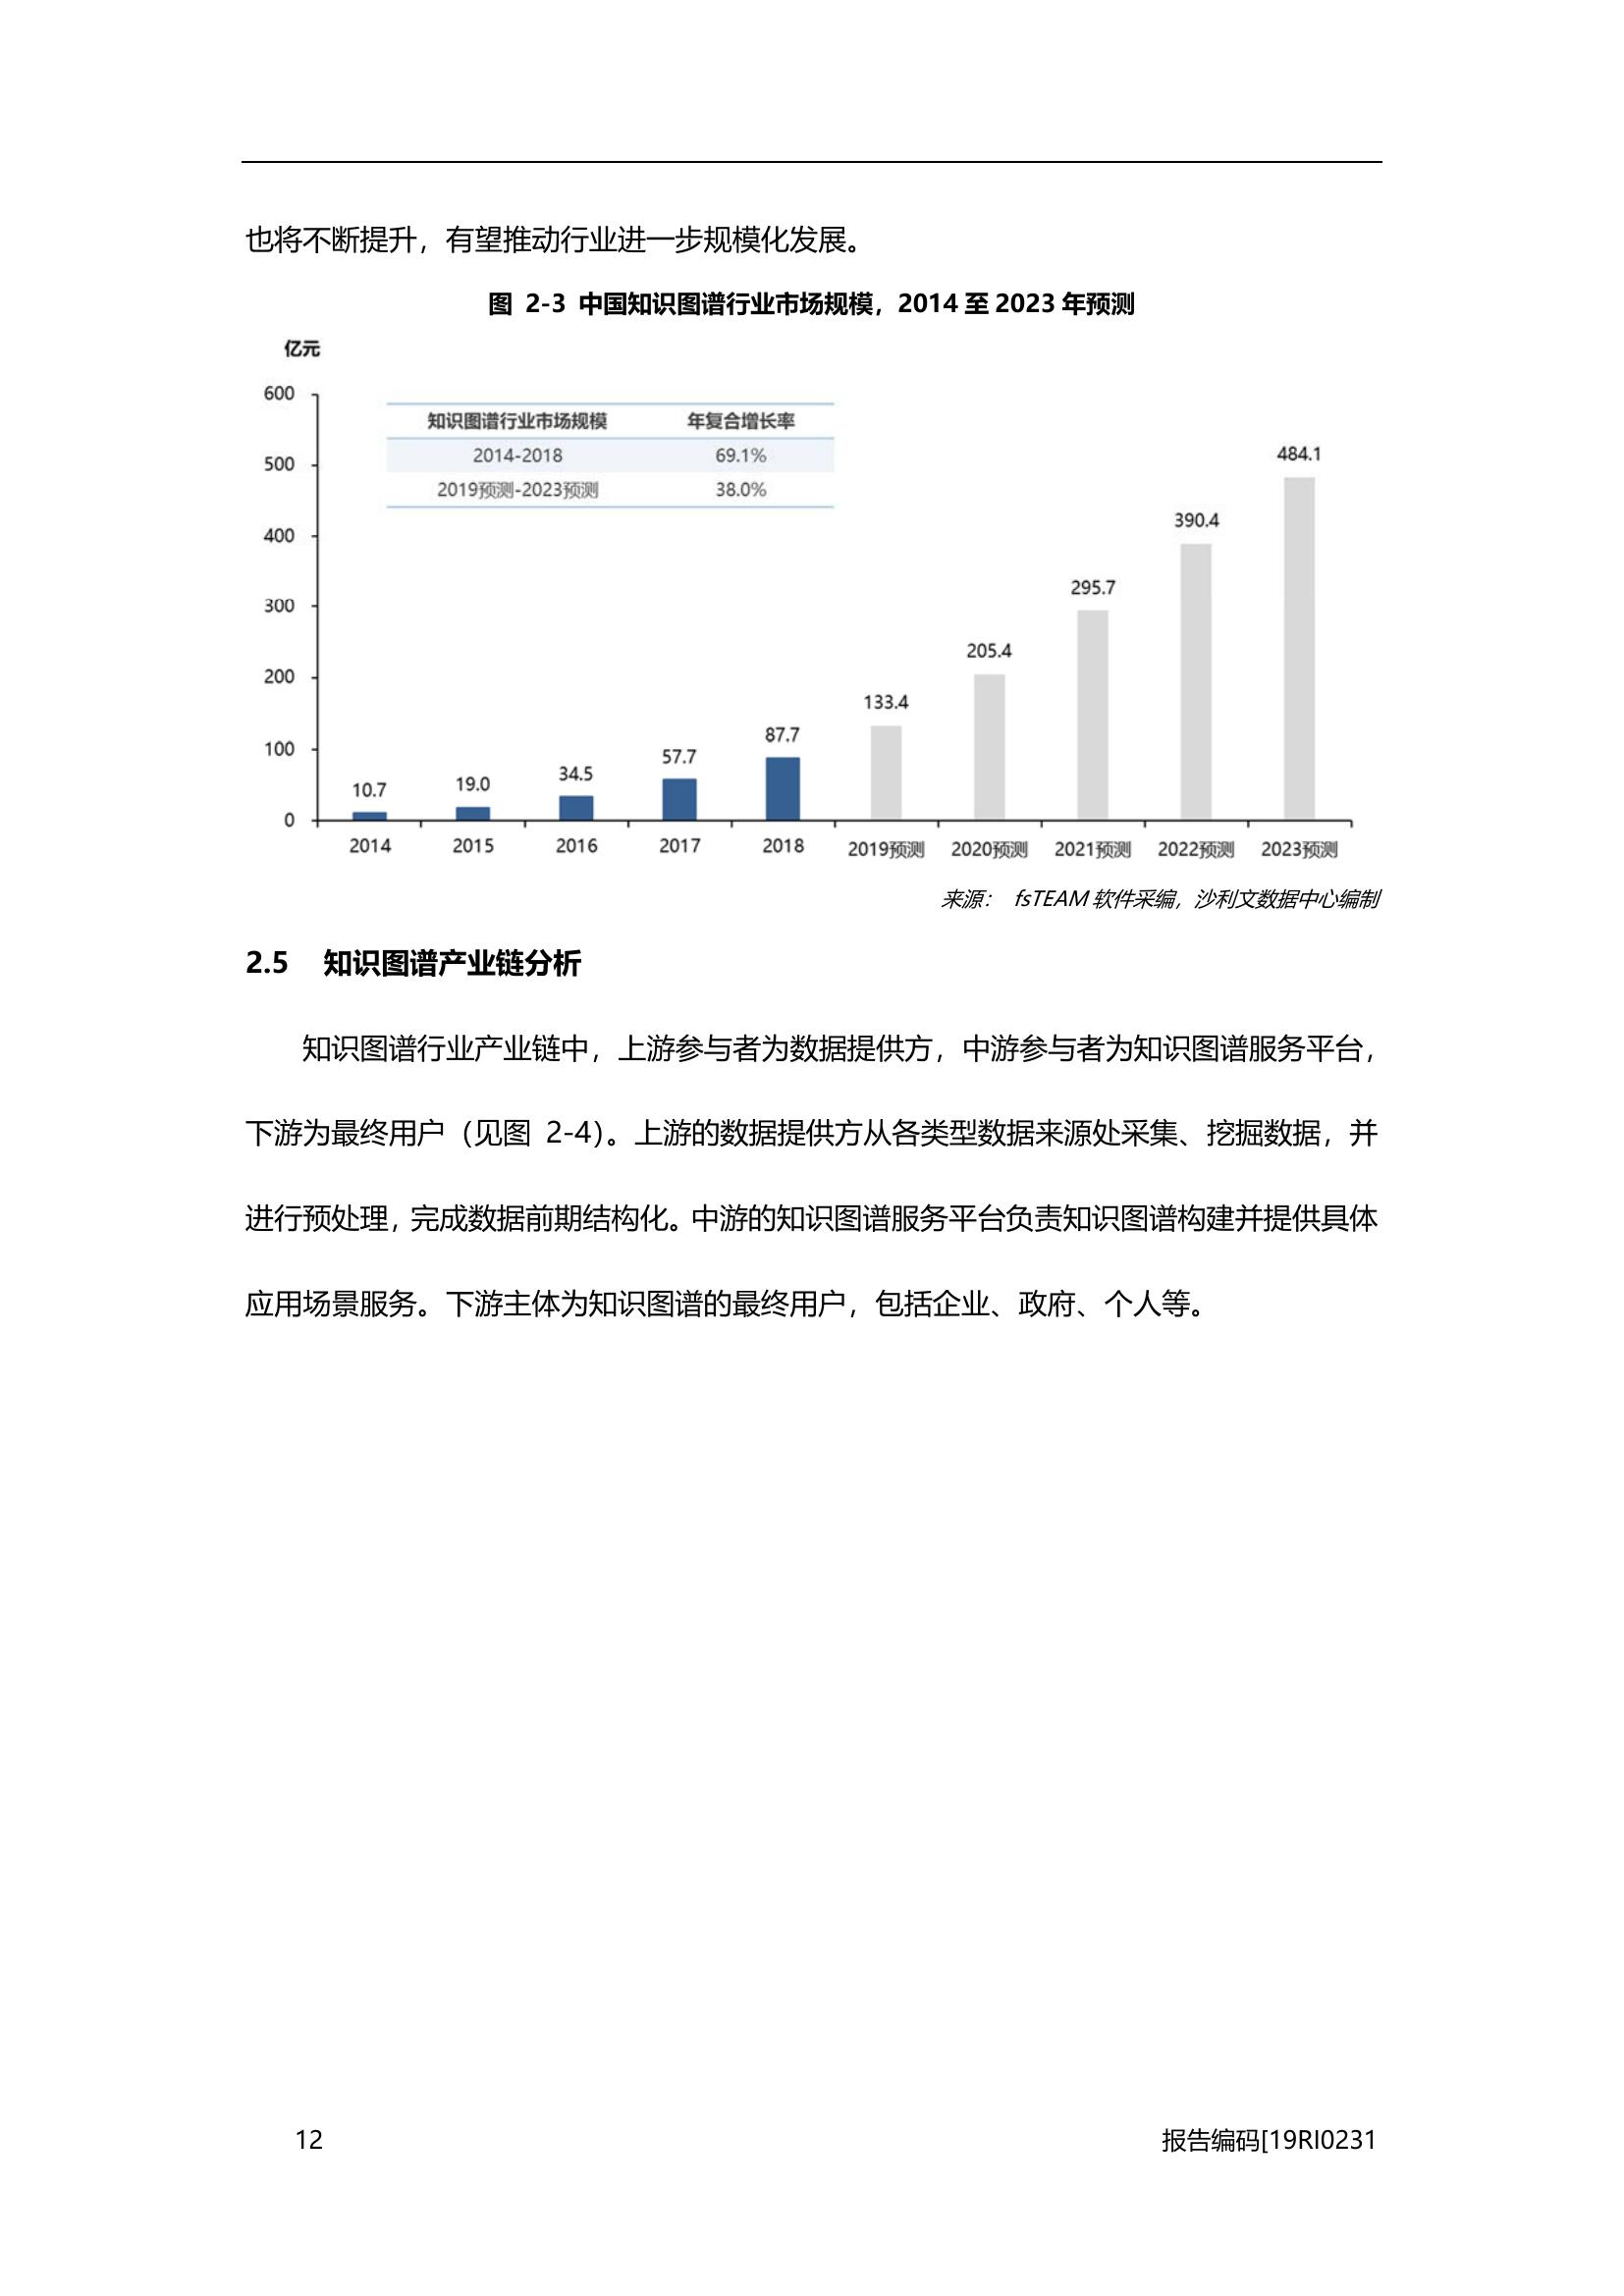 也将不断提升，有望推动行业进一步规模化发展。
图 2-3 中国知识图谱行业市场规模，2014 至 2023 年预测
亿元
600
500
400
300
200
100
0
知识图谱行业市场规模 年复合增长率
2014-2018 69.1%
2019预测-2023预测 38.0%
10.7 19.0 34.5 57.7 87.7 133.4 205.4 295.7 390.4 484.1
2014 2015 2016 2017 2018 2019预测 2020预测 2021预测 2022预测 2023预测
来源： fsTEAM 软件采编，沙利文数据中心编制
2.5 知识图谱产业链分析
知识图谱行业产业链中，上游参与者为数据提供方，中游参与者为知识图谱服务平台，
下游为最终用户（见图 2-4）。上游的数据提供方从各类型数据来源处采集、挖掘数据，并
进行预处理，完成数据前期结构化。中游的知识图谱服务平台负责知识图谱构建并提供具体
应用场景服务。下游主体为知识图谱的最终用户，包括企业、政府、个人等。
12 报告编码[19RI0231